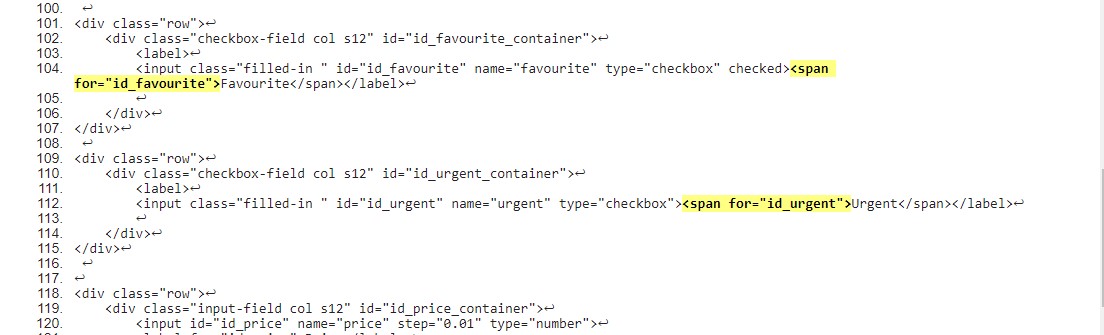 100. ↩
101. <div class="row">↩
102. <div class="checkbox-field col s12" id="id_favourite_container">↩
103. <label>↩
104. <input class="filled-in " id="id_favourite" name="favourite" type="checkbox" checked><span
for="id_favourite">Favourite</span></label>↩
105. ↩
106. </div>↩
107. </div>↩
108. ↩
109. <div class="row">↩
110. <div class="checkbox-field col s12" id="id_urgent_container">↩
111. <label>↩
112. <input class="filled-in " id="id_urgent" name="urgent" type="checkbox"><span for="id_urgent">Urgent</span></label>↩
113. ↩
114. </div>↩
115. </div>↩
116. ↩
117. ↩
118. <div class="row">↩
119. <div class="input-field col s12" id="id_price_container">↩
120. <input id="id_price" name="price" step="0.01" type="number">↩